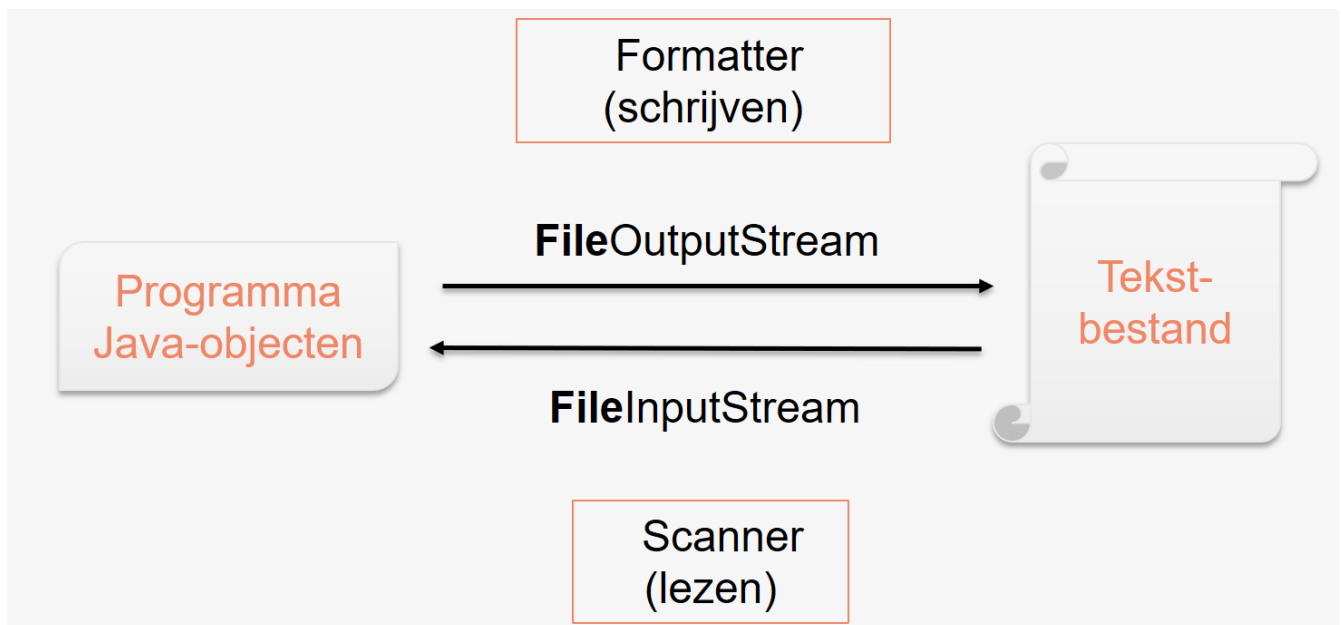 Formatter
(schrijven)
FileOutputStream
Programma
Java-objecten
Tekst-
bestand
FileInputStream
Scanner
(lezen)